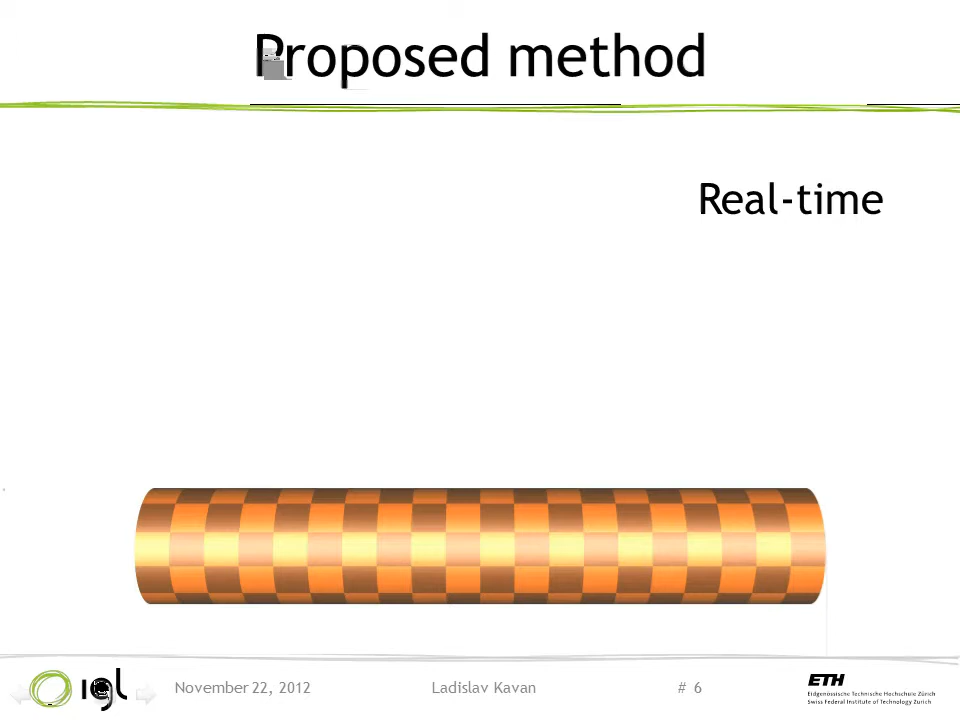 Proposed method
Real-time
igl
November 22, 2012
Ladislav Kavan
# 6
ETH
Eidgenössische Technische Hochschule Zürich
Swiss Federal Institute of Technology Zurich